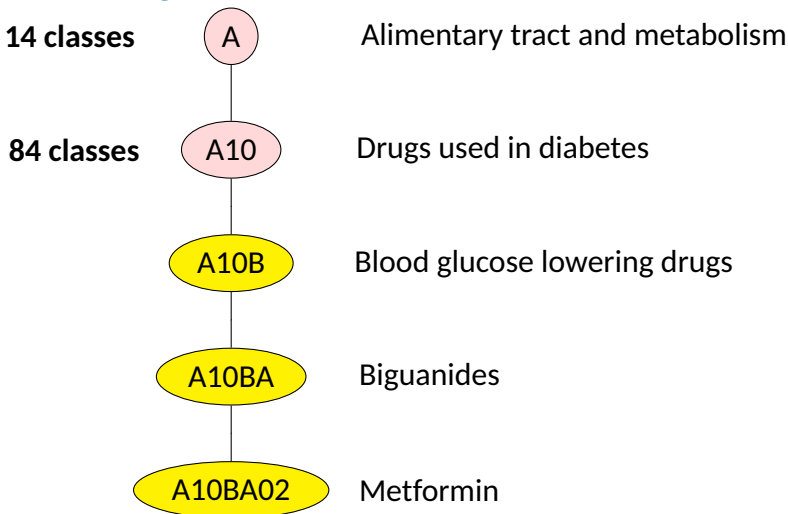 14 classes A Alimentary tract and metabolism
84 classes A10 Drugs used in diabetes
A10B Blood glucose lowering drugs
A10BA Biguanides
A10BA02 Metformin